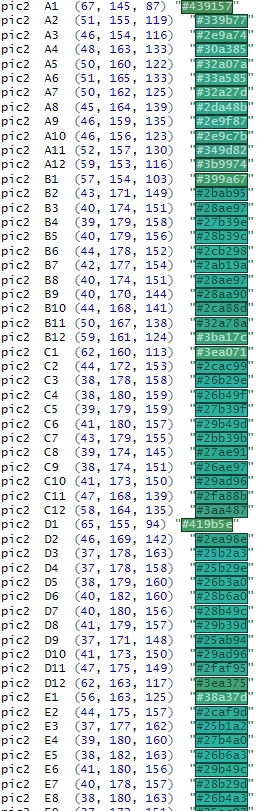 pic2 A1 (67, 145, 87) "#439157"
pic2 A2 (51, 155, 119) "#339b77"
pic2 A3 (46, 154, 116) "#2e9a74"
pic2 A4 (48, 163, 133) "#30a385"
pic2 A5 (50, 160, 122) "#32a07a"
pic2 A6 (51, 165, 133) "#33a585"
pic2 A7 (50, 162, 125) "#32a27d"
pic2 A8 (45, 164, 139) "#2da48b"
pic2 A9 (46, 159, 135) "#2e9f87"
pic2 A10 (46, 156, 123) "#2e9c7b"
pic2 A11 (52, 157, 130) "#349d82"
pic2 A12 (59, 153, 116) "#3b9974"
pic2 B1 (57, 154, 103) "#399a67"
pic2 B2 (43, 171, 149) "#2bab95"
pic2 B3 (40, 174, 151) "#28ae97"
pic2 B4 (39, 179, 158) "#27b39e"
pic2 B5 (40, 179, 156) "#28b39c"
pic2 B6 (44, 178, 152) "#2cb298"
pic2 B7 (42, 177, 154) "#2ab19a"
pic2 B8 (40, 174, 151) "#28ae97"
pic2 B9 (40, 170, 144) "#28aa90"
pic2 B10 (44, 168, 141) "#2ca88d"
pic2 B11 (50, 167, 138) "#32a78a"
pic2 B12 (59, 161, 124) "#3ba17c"
pic2 C1 (62, 160, 113) "#3ea071"
pic2 C2 (44, 172, 153) "#2cac99"
pic2 C3 (38, 178, 158) "#26b29e"
pic2 C4 (38, 180, 159) "#26b49f"
pic2 C5 (39, 179, 159) "#27b39f"
pic2 C6 (41, 180, 157) "#29b49d"
pic2 C7 (43, 179, 155) "#2bb39b"
pic2 C8 (39, 174, 145) "#27ae91"
pic2 C9 (38, 174, 151) "#26ae97"
pic2 C10 (41, 173, 150) "#29ad96"
pic2 C11 (47, 168, 139) "#2fa88b"
pic2 C12 (58, 164, 135) "#3aa487"
pic2 D1 (65, 155, 94) "#419b5e"
pic2 D2 (46, 169, 142) "#2ea98e"
pic2 D3 (37, 178, 163) "#25b2a3"
pic2 D4 (37, 178, 158) "#25b29e"
pic2 D5 (38, 179, 160) "#26b3a0"
pic2 D6 (40, 182, 160) "#28b6a0"
pic2 D7 (40, 180, 156) "#28b49c"
pic2 D8 (41, 179, 157) "#29b39d"
pic2 D9 (37, 171, 148) "#25ab94"
pic2 D10 (41, 173, 150) "#29ad96"
pic2 D11 (47, 175, 149) "#2faf95"
pic2 D12 (62, 163, 117) "#3ea375"
pic2 E1 (56, 163, 125) "#38a37d"
pic2 E2 (44, 175, 157) "#2caf9d"
pic2 E3 (37, 177, 162) "#25b1a2"
pic2 E4 (39, 180, 160) "#27b4a0"
pic2 E5 (38, 182, 163) "#26b6a3"
pic2 E6 (41, 180, 156) "#29b49c"
pic2 E7 (40, 178, 157) "#28b29d"
pic2 E8 (38, 180, 163) "#26b4a3"